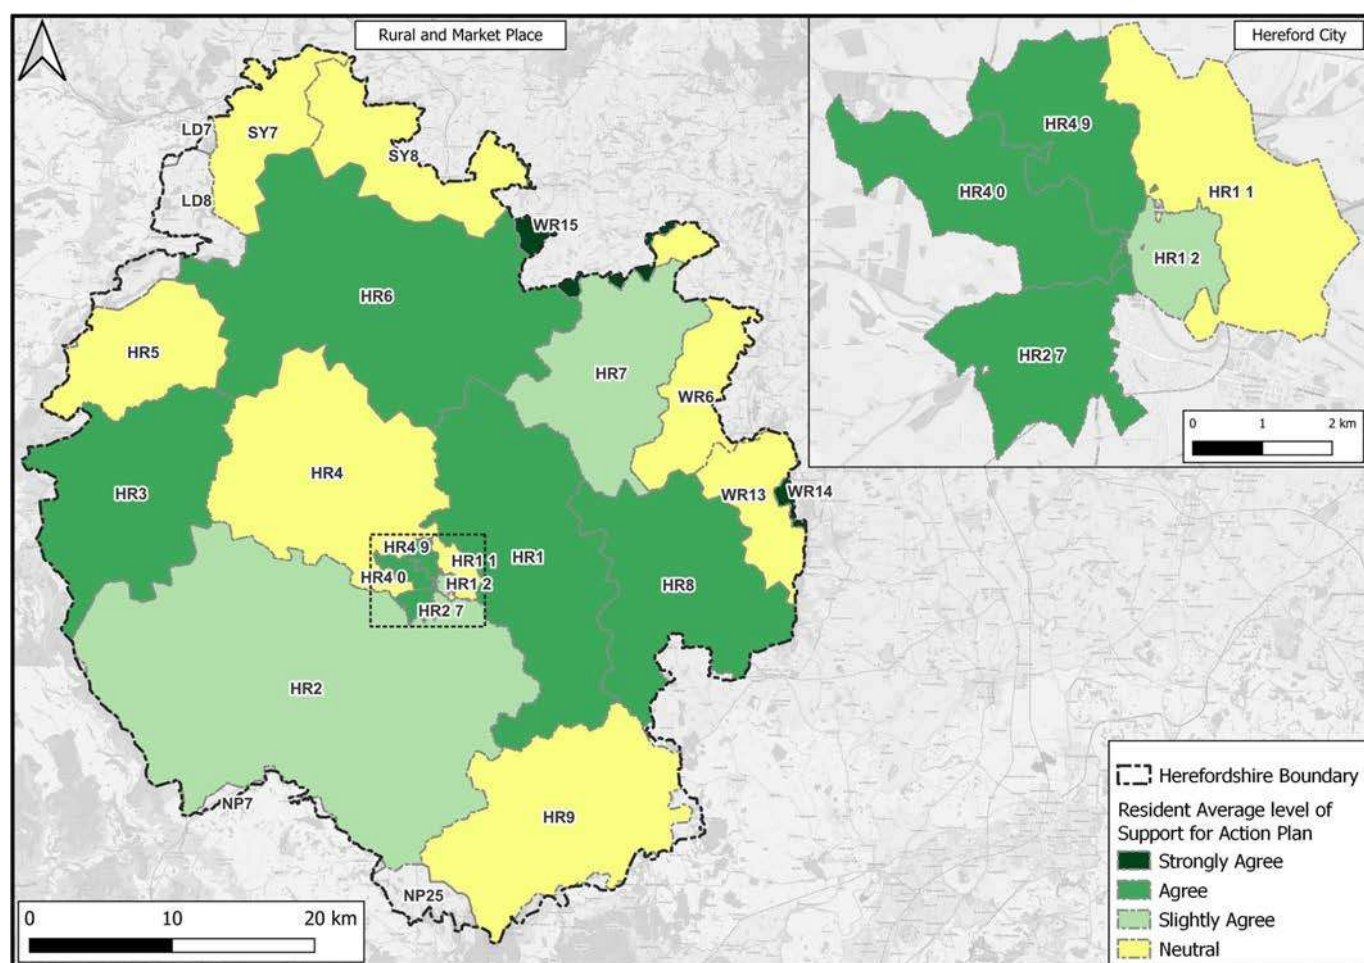 Rural and Market Place
Hereford City
LD7
SY7
SY8
LD8
WR15
HR6
HR5
HR7
WR6
HR3
HR4
WR13
WR14
HR4 9
HR1 1
HR1
HR4 0
HR1 2
HR8
HR2 7
HR2
NP7
HR9
NP25
0 10 20 km
HR4 9
HR4 0
HR1 1
HR1 2
HR2 7
0 1 2 km
Herefordshire Boundary
Resident Average level of
Support for Action Plan
Strongly Agree
Agree
Slightly Agree
Neutral